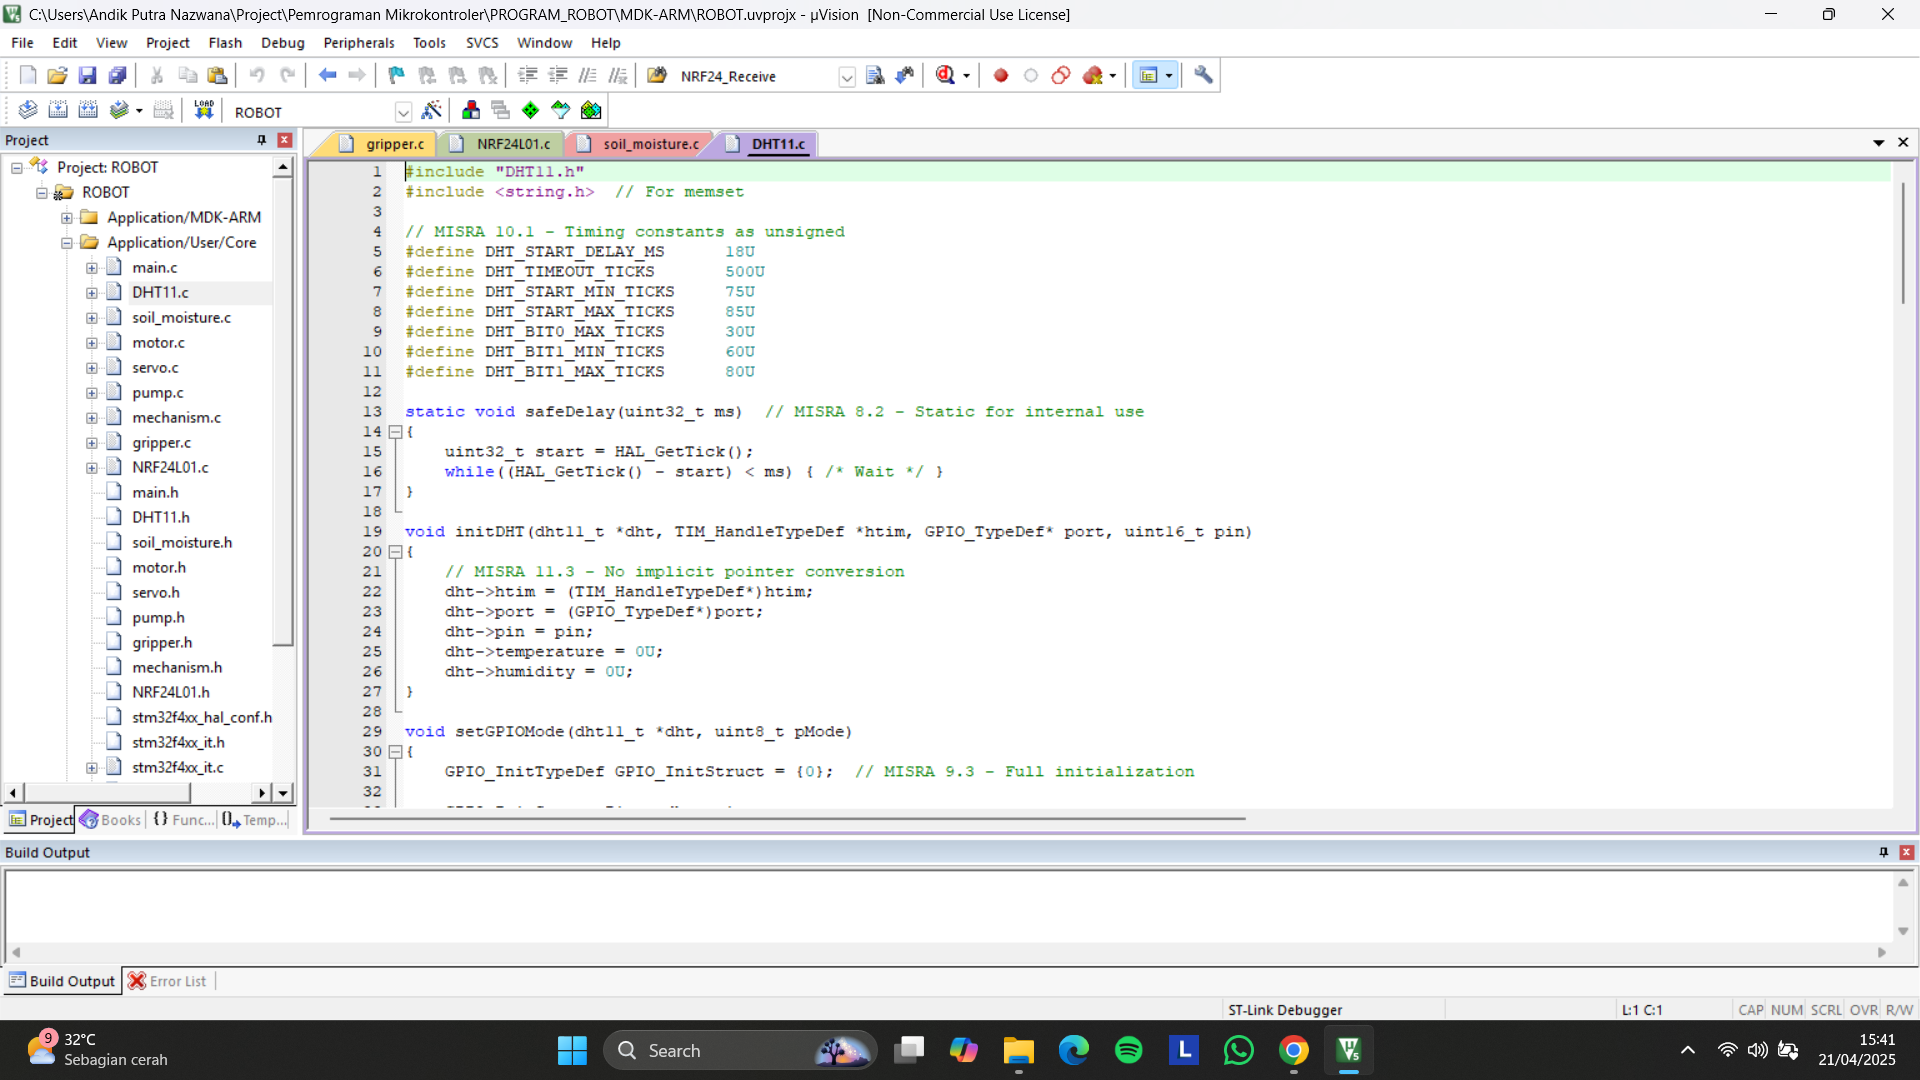 C:\Users\Andik Putra Nazwana\Project\Pemrograman Mikrokontroler\PROGRAM_ROBOT\MDK-ARM\ROBOT.uvprojx - µVision [Non-Commercial Use License]
File Edit View Project Flash Debug Peripherals Tools SVCS Window Help
NRF24_Receive
LOAD ROBOT
Project
Project: ROBOT
ROBOT
Application/MDK-ARM
Application/User/Core
main.c
DHT11.c
soil_moisture.c
motor.c
servo.c
pump.c
mechanism.c
gripper.c
NRF24L01.c
main.h
DHT11.h
soil_moisture.h
motor.h
servo.h
pump.h
gripper.h
mechanism.h
NRF24L01.h
stm32f4xx_hal_conf.h
stm32f4xx_it.h
stm32f4xx_it.c
Project Books {} Func... Temp...
gripper.c NRF24L01.c soil_moisture.c DHT11.c
1 #include "DHT11.h"
2 #include <string.h> // For memset
3
4 // MISRA 10.1 - Timing constants as unsigned
5 #define DHT_START_DELAY_MS 18U
6 #define DHT_TIMEOUT_TICKS 500U
7 #define DHT_START_MIN_TICKS 75U
8 #define DHT_START_MAX_TICKS 85U
9 #define DHT_BIT0_MAX_TICKS 30U
10 #define DHT_BIT1_MIN_TICKS 60U
11 #define DHT_BIT1_MAX_TICKS 80U
12
13 static void safeDelay(uint32_t ms) // MISRA 8.2 - Static for internal use
14 {
15 uint32_t start = HAL_GetTick();
16 while((HAL_GetTick() - start) < ms) { /* Wait */ }
17 }
18
19 void initDHT(dht11_t *dht, TIM_HandleTypeDef *htim, GPIO_TypeDef* port, uint16_t pin)
20 {
21 // MISRA 11.3 - No implicit pointer conversion
22 dht->htim = (TIM_HandleTypeDef*)htim;
23 dht->port = (GPIO_TypeDef*)port;
24 dht->pin = pin;
25 dht->temperature = 0U;
26 dht->humidity = 0U;
27 }
28
29 void setGPIOMode(dht11_t *dht, uint8_t pMode)
30 {
31 GPIO_InitTypeDef GPIO_InitStruct = {0}; // MISRA 9.3 - Full initialization
32
Build Output
Build Output Error List
ST-Link Debugger L:1 C:1 CAP NUM SCRL OVR R/W
9
32°C
Sebagian cerah
Search
L
15:41
21/04/2025